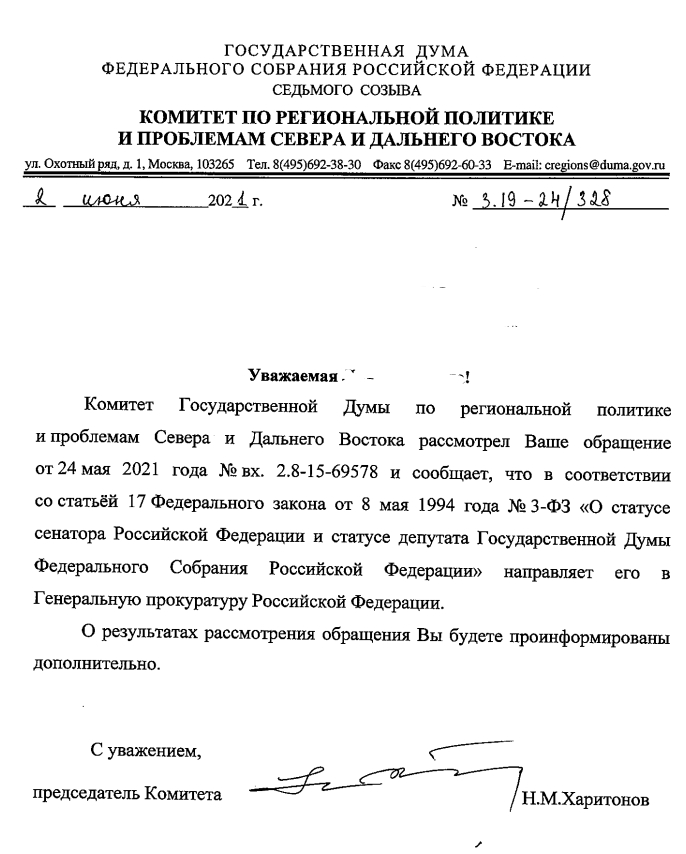 ГОСУДАРСТВЕННАЯ ДУМА
ФЕДЕРАЛЬНОГО СОБРАНИЯ РОССИЙСКОЙ ФЕДЕРАЦИИ
СЕДЬМОГО СОЗЫВА
КОМИТЕТ ПО РЕГИОНАЛЬНОЙ ПОЛИТИКЕ
И ПРОБЛЕМАМ СЕВЕРА И ДАЛЬНЕГО ВОСТОКА
ул. Охотный ряд, д. 1, Москва, 103265 Тел. 8(495)692-38-30 Факс 8(495)692-60-33 E-mail: cregions@duma.gov.ru
2 июня 2021 г. № 3.19-24/328
Уважаемая !
Комитет Государственной Думы по региональной политике
и проблемам Севера и Дальнего Востока рассмотрел Ваше обращение
от 24 мая 2021 года № вх. 2.8-15-69578 и сообщает, что в соответствии
со статьёй 17 Федерального закона от 8 мая 1994 года № 3-ФЗ «О статусе
сенатора Российской Федерации и статусе депутата Государственной Думы
Федерального Собрания Российской Федерации» направляет его в
Генеральную прокуратуру Российской Федерации.
О результатах рассмотрения обращения Вы будете проинформированы
дополнительно.
С уважением,
председатель Комитета Н.М.Харитонов